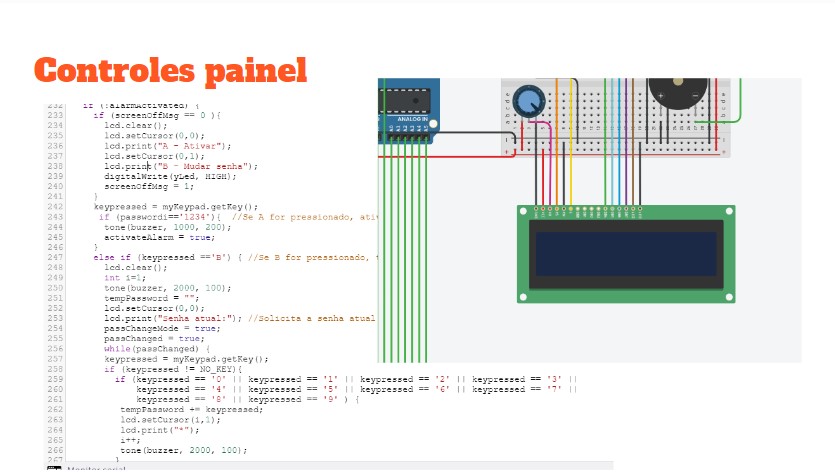 Controles painel
232 if (!alarmActivated) {
233 if (screenOffMsg == 0 ){
234 lcd.clear();
235 lcd.setCursor(0,0);
236 lcd.print("A - Ativar");
237 lcd.setCursor(0,1);
238 lcd.print("B - Mudar senha");
239 digitalWrite(yLed, HIGH);
240 screenOffMsg = 1;
241 }
242 keypressed = myKeypad.getKey();
243 if (passwordi=='1234'){ //Se A for pressionado,
244 tone(buzzer, 1000, 200);
245 activateAlarm = true;
246 }
247 else if (keypressed =='B') { //Se B for pressionado,
248 lcd.clear();
249 int i=1;
250 tone(buzzer, 2000, 100);
251 tempPassword = "";
252 lcd.setCursor(0,0);
253 lcd.print("Senha atual:"); //Solicita a senha atual
254 passChangeMode = true;
255 passChanged = true;
256 while(passChanged) {
257 keypressed = myKeypad.getKey();
258 if (keypressed != NO_KEY){
259 if (keypressed == '0' || keypressed == '1' || keypressed == '2' || keypressed == '3' ||
260 keypressed == '4' || keypressed == '5' || keypressed == '6' || keypressed == '7' ||
261 keypressed == '8' || keypressed == '9' ) {
262 tempPassword += keypressed;
263 lcd.setCursor(i,1);
264 lcd.print("*");
265 i++;
266 tone(buzzer, 2000, 100);
267 }
Monitor serial
ANALOG IN